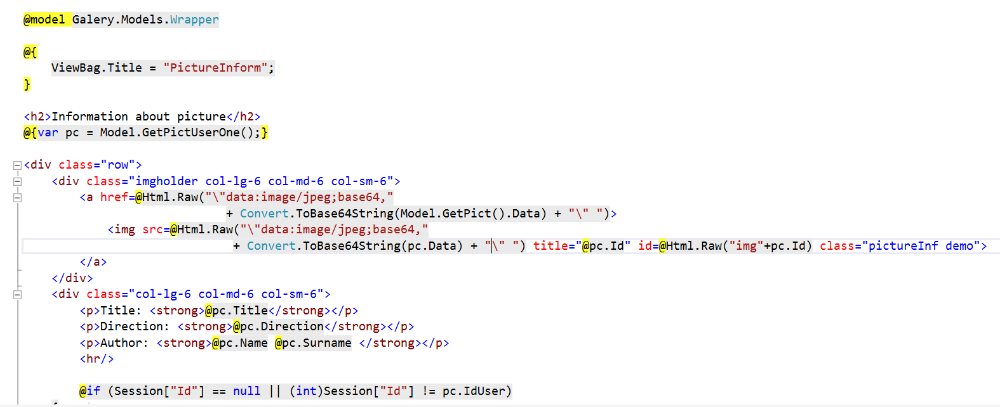 @model Galery.Models.Wrapper
@{
ViewBag.Title = "PictureInform";
}
<h2>Information about picture</h2>
@{var pc = Model.GetPictUserOne();}
<div class="row">
<div class="imgholder col-lg-6 col-md-6 col-sm-6">
<a href=@Html.Raw("\"data:image/jpeg;base64,"
+ Convert.ToBase64String(Model.GetPict().Data) + "\" ")>
<img src=@Html.Raw("\"data:image/jpeg;base64,"
+ Convert.ToBase64String(pc.Data) + "\" ") title="@pc.Id" id=@Html.Raw("img"+pc.Id) class="pictureInf demo">
</a>
</div>
<div class="col-lg-6 col-md-6 col-sm-6">
<p>Title: <strong>@pc.Title</strong></p>
<p>Direction: <strong>@pc.Direction</strong></p>
<p>Author: <strong>@pc.Name @pc.Surname </strong></p>
<hr/>
@if (Session["Id"] == null || (int)Session["Id"] != pc.IdUser)